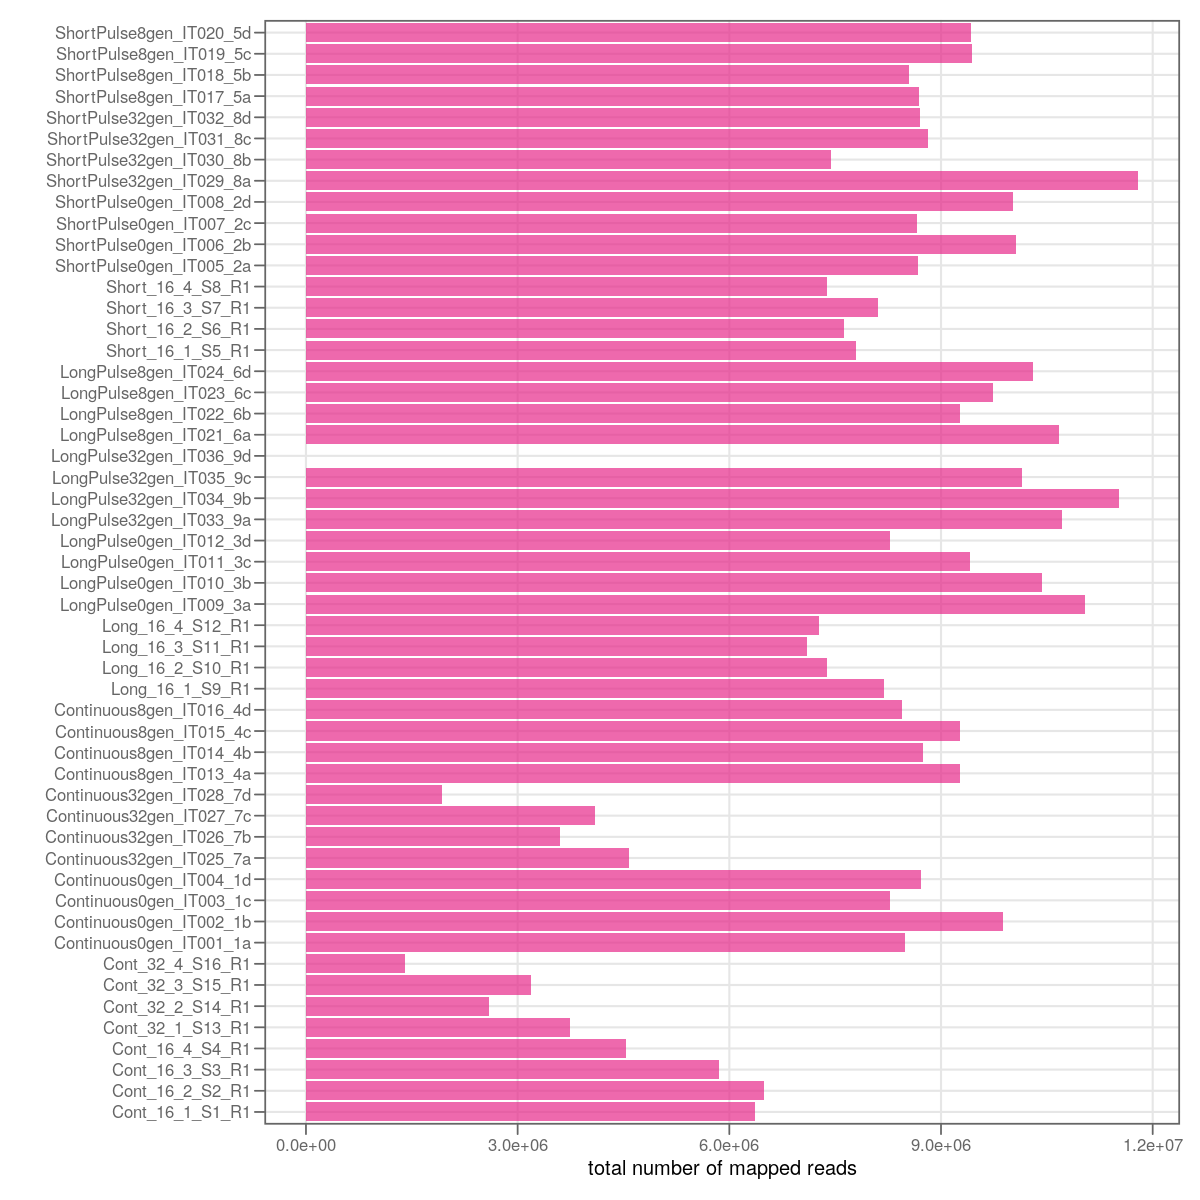 ShortPulse8gen_IT020_5d
ShortPulse8gen_IT019_5c
ShortPulse8gen_IT018_5b
ShortPulse8gen_IT017_5a
ShortPulse32gen_IT032_8d
ShortPulse32gen_IT031_8c
ShortPulse32gen_IT030_8b
ShortPulse32gen_IT029_8a
ShortPulse0gen_IT008_2d
ShortPulse0gen_IT007_2c
ShortPulse0gen_IT006_2b
ShortPulse0gen_IT005_2a
Short_16_4_S8_R1
Short_16_3_S7_R1
Short_16_2_S6_R1
Short_16_1_S5_R1
LongPulse8gen_IT024_6d
LongPulse8gen_IT023_6c
LongPulse8gen_IT022_6b
LongPulse8gen_IT021_6a
LongPulse32gen_IT036_9d
LongPulse32gen_IT035_9c
LongPulse32gen_IT034_9b
LongPulse32gen_IT033_9a
LongPulse0gen_IT012_3d
LongPulse0gen_IT011_3c
LongPulse0gen_IT010_3b
LongPulse0gen_IT009_3a
Long_16_4_S12_R1
Long_16_3_S11_R1
Long_16_2_S10_R1
Long_16_1_S9_R1
Continuous8gen_IT016_4d
Continuous8gen_IT015_4c
Continuous8gen_IT014_4b
Continuous8gen_IT013_4a
Continuous32gen_IT028_7d
Continuous32gen_IT027_7c
Continuous32gen_IT026_7b
Continuous32gen_IT025_7a
Continuous0gen_IT004_1d
Continuous0gen_IT003_1c
Continuous0gen_IT002_1b
Continuous0gen_IT001_1a
Cont_32_4_S16_R1
Cont_32_3_S15_R1
Cont_32_2_S14_R1
Cont_32_1_S13_R1
Cont_16_4_S4_R1
Cont_16_3_S3_R1
Cont_16_2_S2_R1
Cont_16_1_S1_R1
0.0e+00 3.0e+06 6.0e+06 9.0e+06 1.2e+07
total number of mapped reads